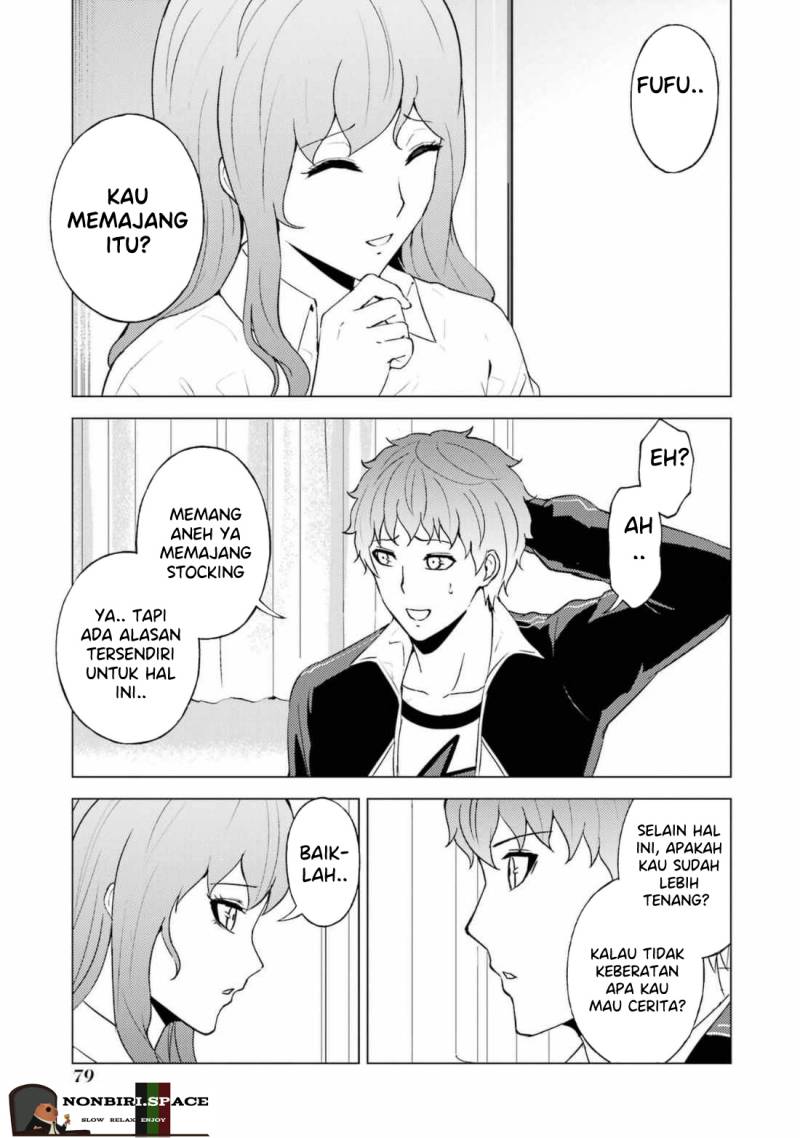 FUFU..
KAU
MEMAJANG
ITU?
EH?
AH
..
MEMANG
ANEH YA
MEMAJANG
STOCKING
YA.. TAPI
ADA ALASAN
TERSENDIRI
UNTUK HAL
INI..
SELAIN HAL
INI, APAKAH
KAU SUDAH
LEBIH
TENANG?
KALAU TIDAK
KEBERATAN
APA KAU
MAU CERITA?
BAIK-
LAH..
79
NONBIRI.SPACE
SLOW RELAX ENJOY